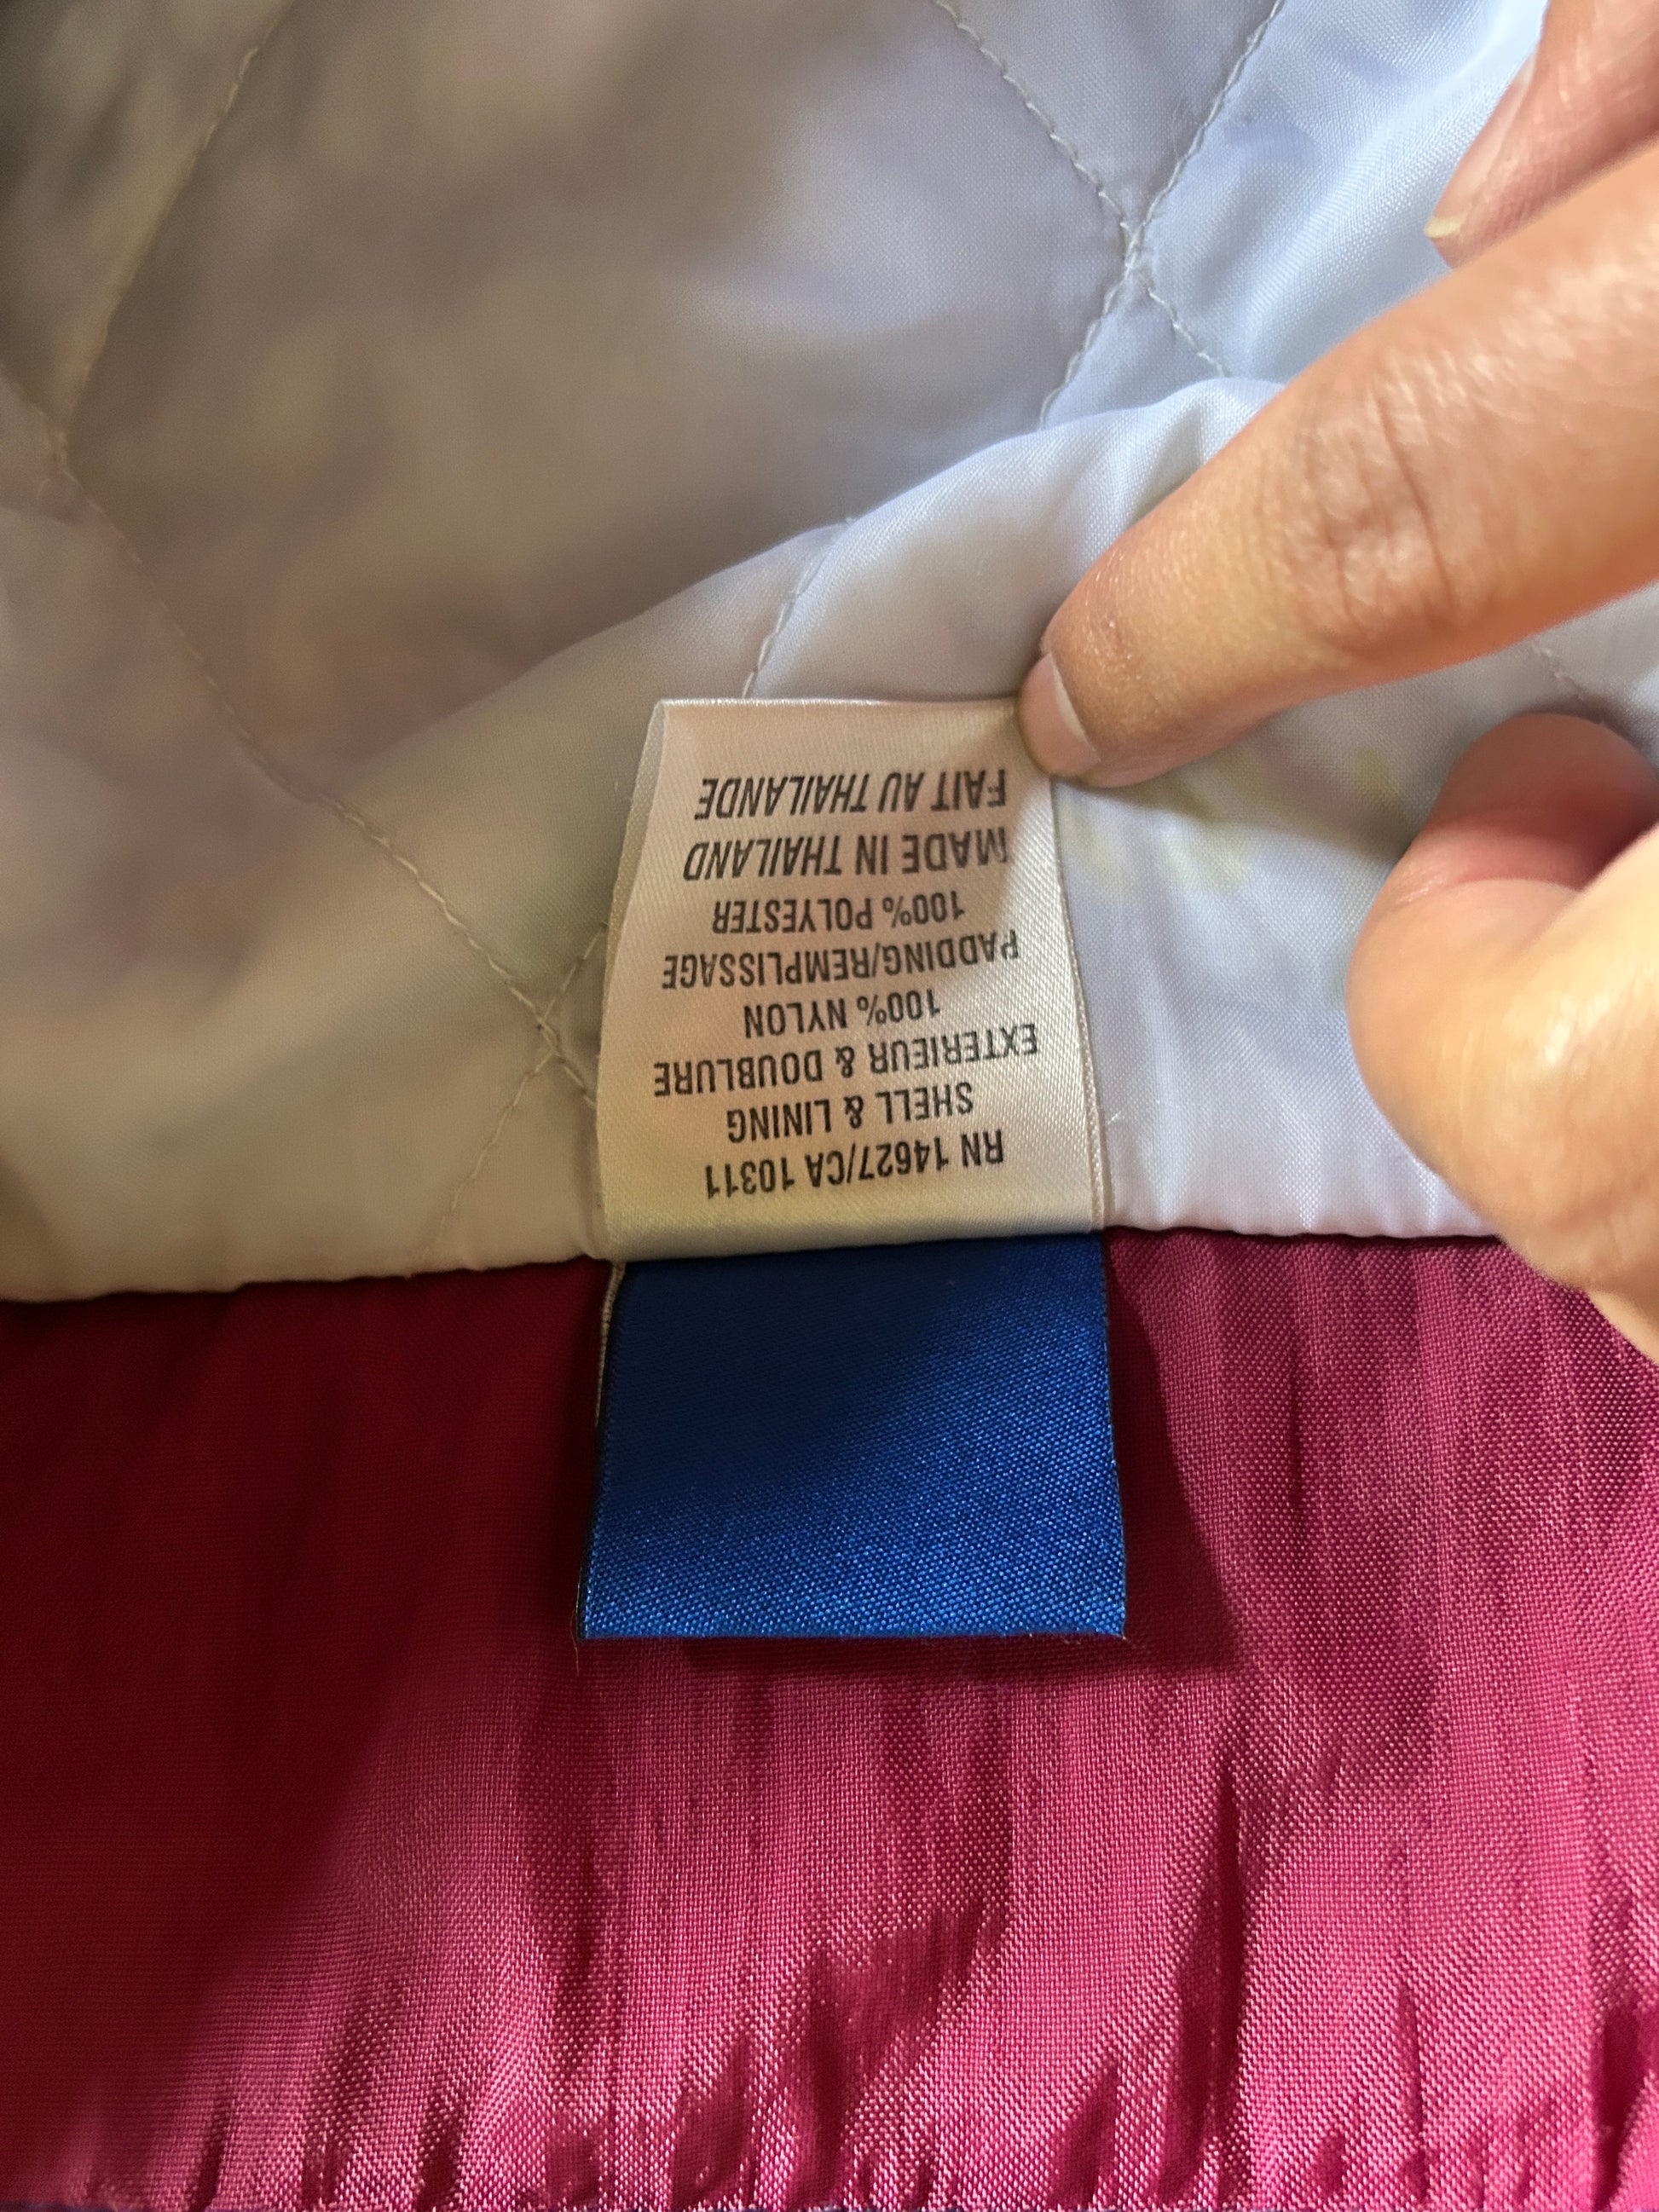 RN 14627/CA 10311
SHELL & LINING
EXTERIEUR & DOUBLURE
100% NYLON
PADDING/REMPLISSAGE
100% POLYESTER
MADE IN THAILAND
FAIT AU THAILANDE